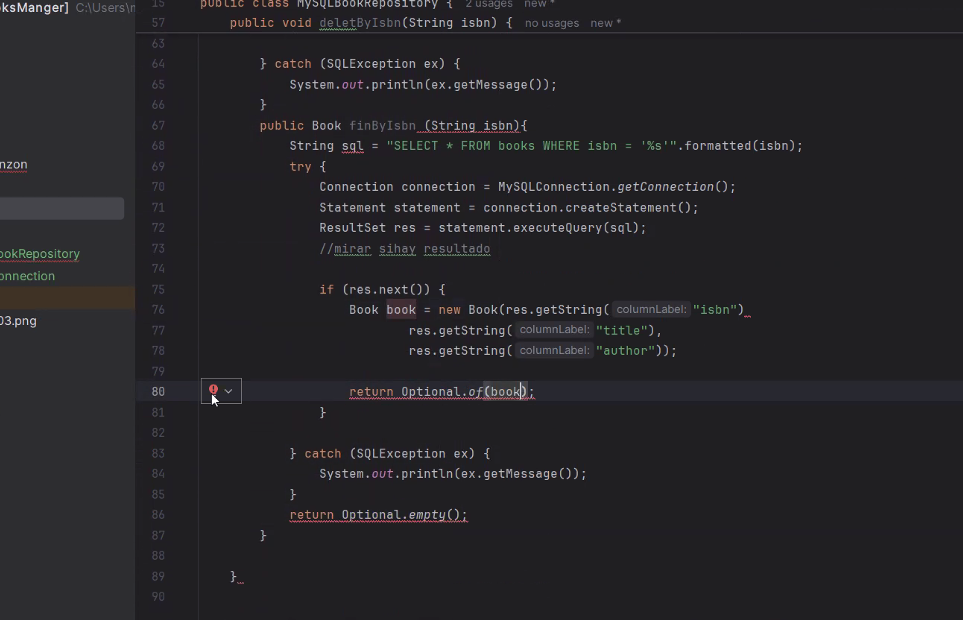 ksManger] C:\Users\
nzon
ookRepository
onnection
03.png
15 public class MySQLBookRepository { 2 usages new *
57 public void deletByIsbn(String isbn) { no usages new *
63
64 } catch (SQLException ex) {
65 System.out.println(ex.getMessage());
66 }
67 public Book finByIsbn (String isbn){
68 String sql = "SELECT * FROM books WHERE isbn = '%s'".formatted(isbn);
69 try {
70 Connection connection = MySQLConnection.getConnection();
71 Statement statement = connection.createStatement();
72 ResultSet res = statement.executeQuery(sql);
73 //mirar sihay resultado
74
75 if (res.next()) {
76 Book book = new Book(res.getString( columnLabel: "isbn")
77 res.getString( columnLabel: "title"),
78 res.getString( columnLabel: "author"));
79
80 return Optional.of(book);
81 }
82
83 } catch (SQLException ex) {
84 System.out.println(ex.getMessage());
85 }
86 return Optional.empty();
87 }
88
89 }
90